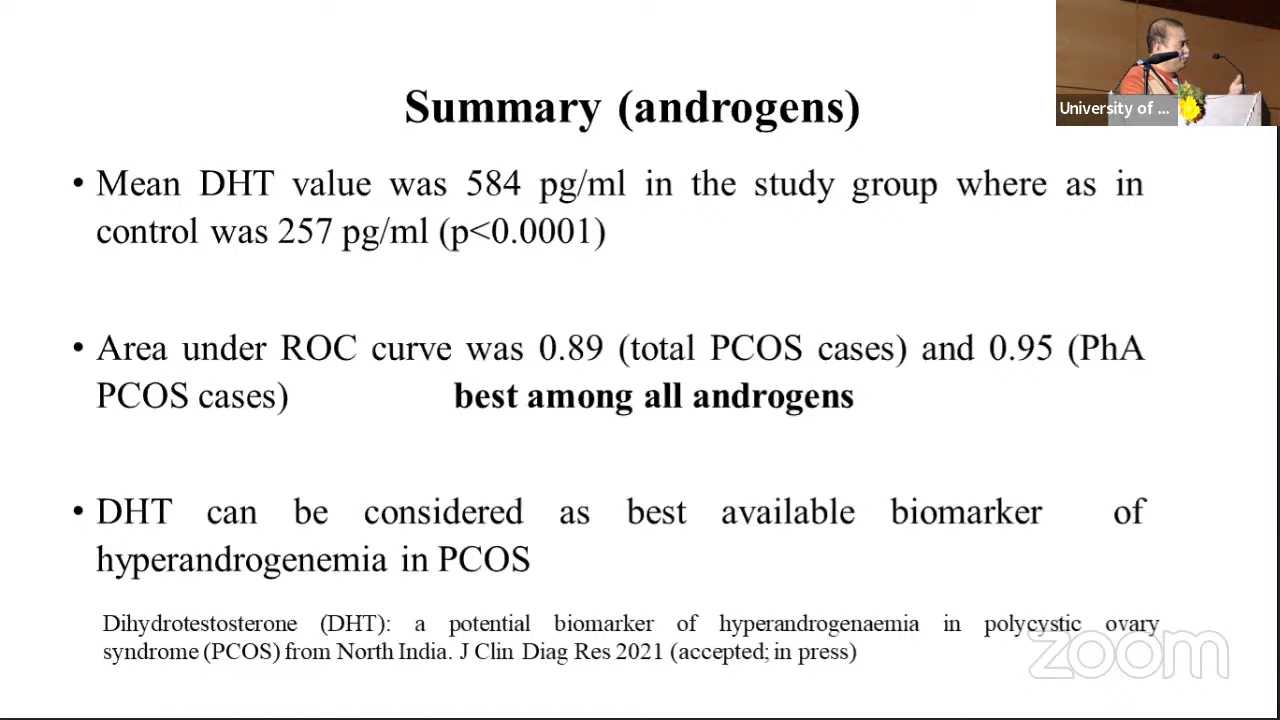 University of ...
Summary (androgens)
• Mean DHT value was 584 pg/ml in the study group where as in
control was 257 pg/ml (p<0.0001)
• Area under ROC curve was 0.89 (total PCOS cases) and 0.95 (PhA
PCOS cases) best among all androgens
• DHT can be considered as best available biomarker of
hyperandrogenemia in PCOS
Dihydrotestosterone (DHT): a potential biomarker of hyperandrogenaemia in polycystic ovary
syndrome (PCOS) from North India. J Clin Diag Res 2021 (accepted; in press)
zoom